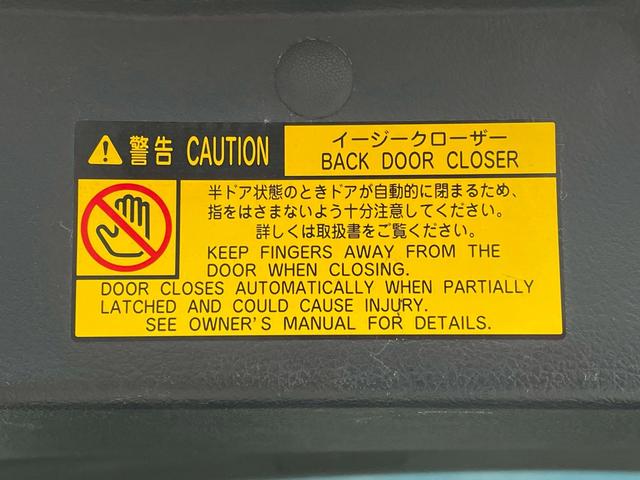 警告 CAUTION
イージークローザー
BACK DOOR CLOSER
半ドア状態のときドアが自動的に閉まるため、
指をはさまないよう十分注意してください。
詳しくは取扱書をご覧ください。
KEEP FINGERS AWAY FROM THE
DOOR WHEN CLOSING.
DOOR CLOSES AUTOMATICALLY WHEN PARTIALLY
LATCHED AND COULD CAUSE INJURY.
SEE OWNER'S MANUAL FOR DETAILS.